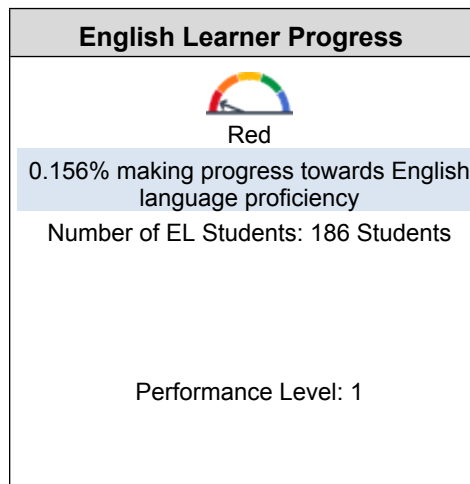 English Learner Progress
Red
0.156% making progress towards English
language proficiency
Number of EL Students: 186 Students
Performance Level: 1